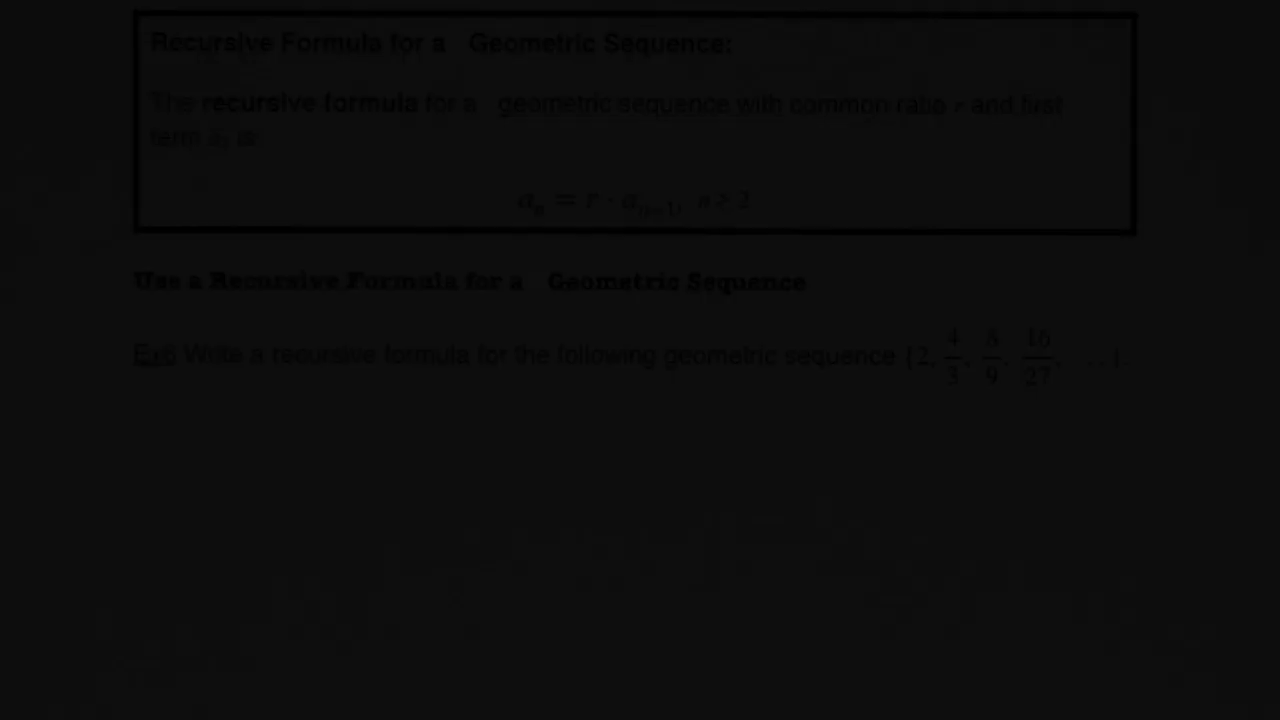 Recursive Formula for a Geometric Sequence:
The recursive formula for a geometric sequence with common ratio r and first
term a₁ is:
aₙ = r · aₙ₋₁, n ≥ 2
Use a Recursive Formula for a Geometric Sequence
Ex6 Write a recursive formula for the following geometric sequence {2, 4/3, 8/9, 16/27, ...}.